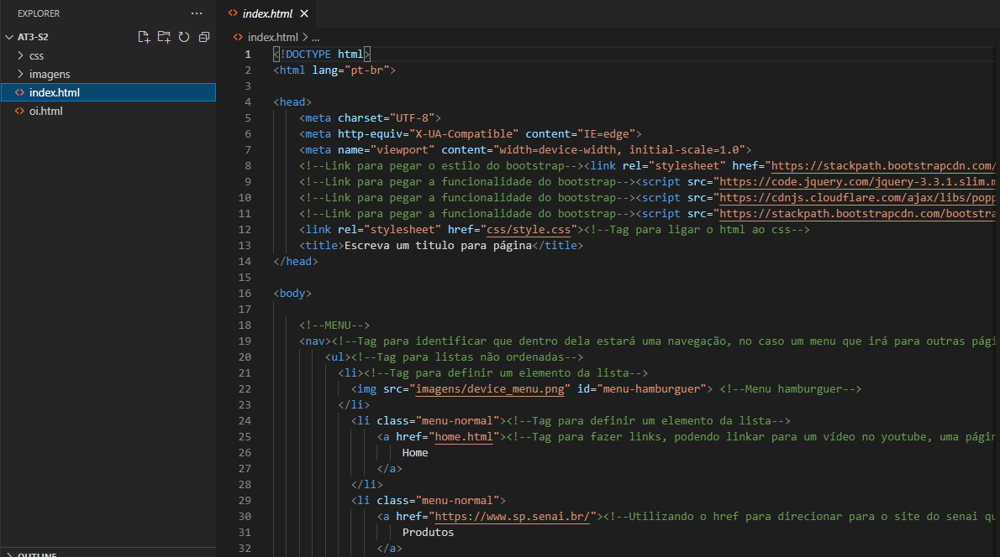 EXPLORER
···
AT3-S2
css
imagens
index.html
oi.html
OUTLINE
index.html
index.html > ...
1 <!DOCTYPE html>
2 <html lang="pt-br">
3
4 <head>
5 <meta charset="UTF-8">
6 <meta http-equiv="X-UA-Compatible" content="IE=edge">
7 <meta name="viewport" content="width=device-width, initial-scale=1.0">
8 <!--Link para pegar o estilo do bootstrap--><link rel="stylesheet" href="https://stackpath.bootstrapcdn.com/
9 <!--Link para pegar a funcionalidade do bootstrap--><script src="https://code.jquery.com/jquery-3.3.1.slim.m
10 <!--Link para pegar a funcionalidade do bootstrap--><script src="https://cdnjs.cloudflare.com/ajax/libs/popp
11 <!--Link para pegar a funcionalidade do bootstrap--><script src="https://stackpath.bootstrapcdn.com/bootstra
12 <link rel="stylesheet" href="css/style.css"><!--Tag para ligar o html ao css-->
13 <title>Escreva um titulo para página</title>
14 </head>
15
16 <body>
17
18 <!--MENU-->
19 <nav><!--Tag para identificar que dentro dela estará uma navegação, no caso um menu que irá para outras pági
20 <ul><!--Tag para listas não ordenadas-->
21 <li><!--Tag para definir um elemento da lista-->
22 <img src="imagens/device_menu.png" id="menu-hamburguer"> <!--Menu hamburguer-->
23 </li>
24 <li class="menu-normal"><!--Tag para definir um elemento da lista-->
25 <a href="home.html"><!--Tag para fazer links, podendo linkar para um vídeo no youtube, uma págin
26 Home
27 </a>
28 </li>
29 <li class="menu-normal">
30 <a href="https://www.sp.senai.br/"><!--Utilizando o href para direcionar para o site do senai qu
31 Produtos
32 </a>